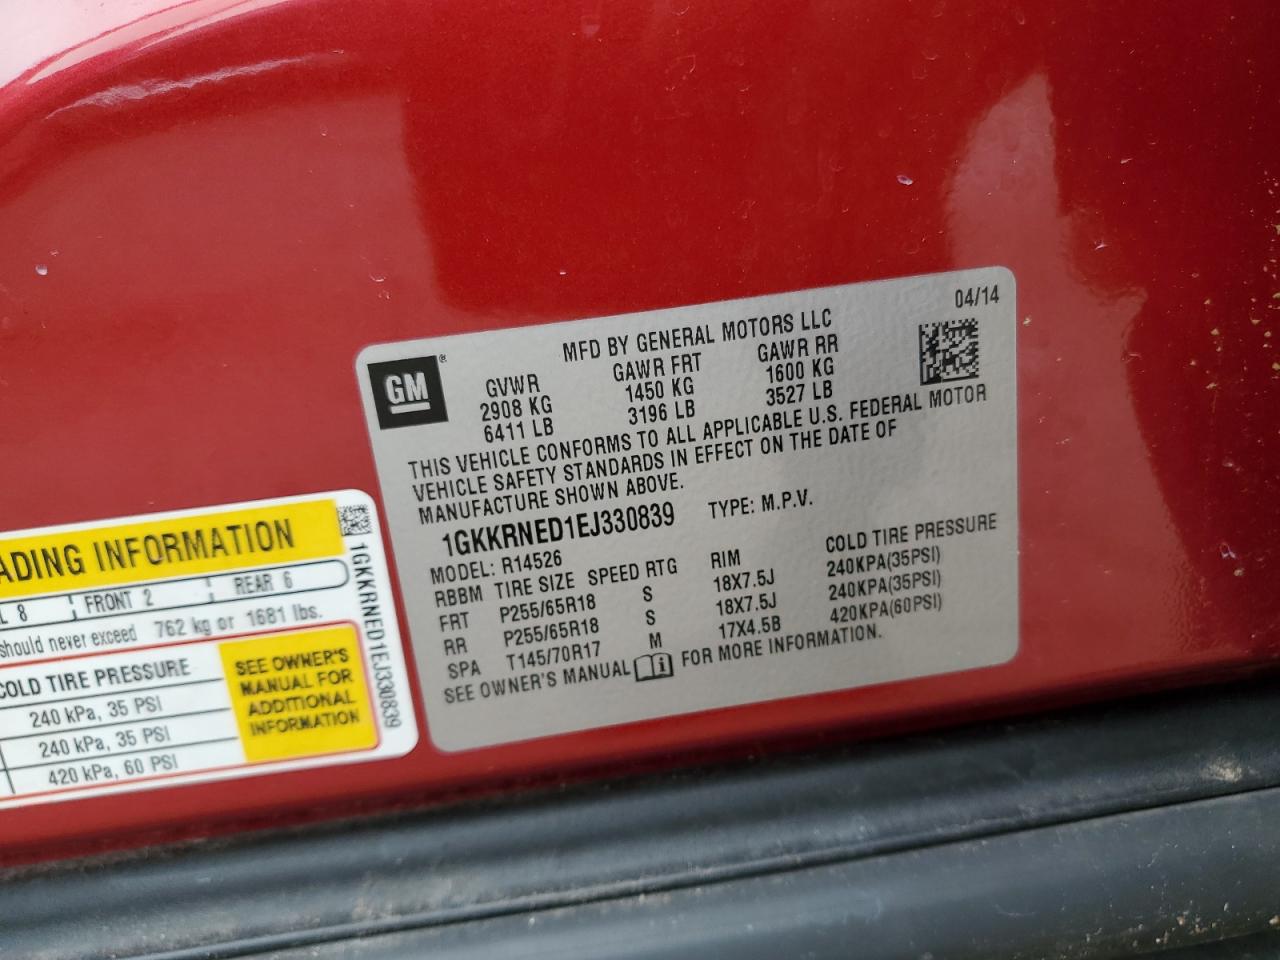 04/14
MFD BY GENERAL MOTORS LLC
GM®
GVWR GAWR FRT GAWR RR
2908 KG 1450 KG 1600 KG
6411 LB 3196 LB 3527 LB
THIS VEHICLE CONFORMS TO ALL APPLICABLE U.S. FEDERAL MOTOR
VEHICLE SAFETY STANDARDS IN EFFECT ON THE DATE OF
MANUFACTURE SHOWN ABOVE.
1GKKRNED1EJ330839 TYPE: M.P.V.
MODEL: R14526
RBBM TIRE SIZE SPEED RTG RIM COLD TIRE PRESSURE
FRT P255/65R18 S 18X7.5J 240KPA(35PSI)
RR P255/65R18 S 18X7.5J 240KPA(35PSI)
SPA T145/70R17 M 17X4.5B 420KPA(60PSI)
SEE OWNER'S MANUAL FOR MORE INFORMATION.
ADING INFORMATION
L 8 FRONT 2 REAR 6
should never exceed 762 kg or 1681 lbs.
COLD TIRE PRESSURE
240 kPa, 35 PSI
240 kPa, 35 PSI
420 kPa, 60 PSI
SEE OWNER'S
MANUAL FOR
ADDITIONAL
INFORMATION
1GKKRNED1EJ330839